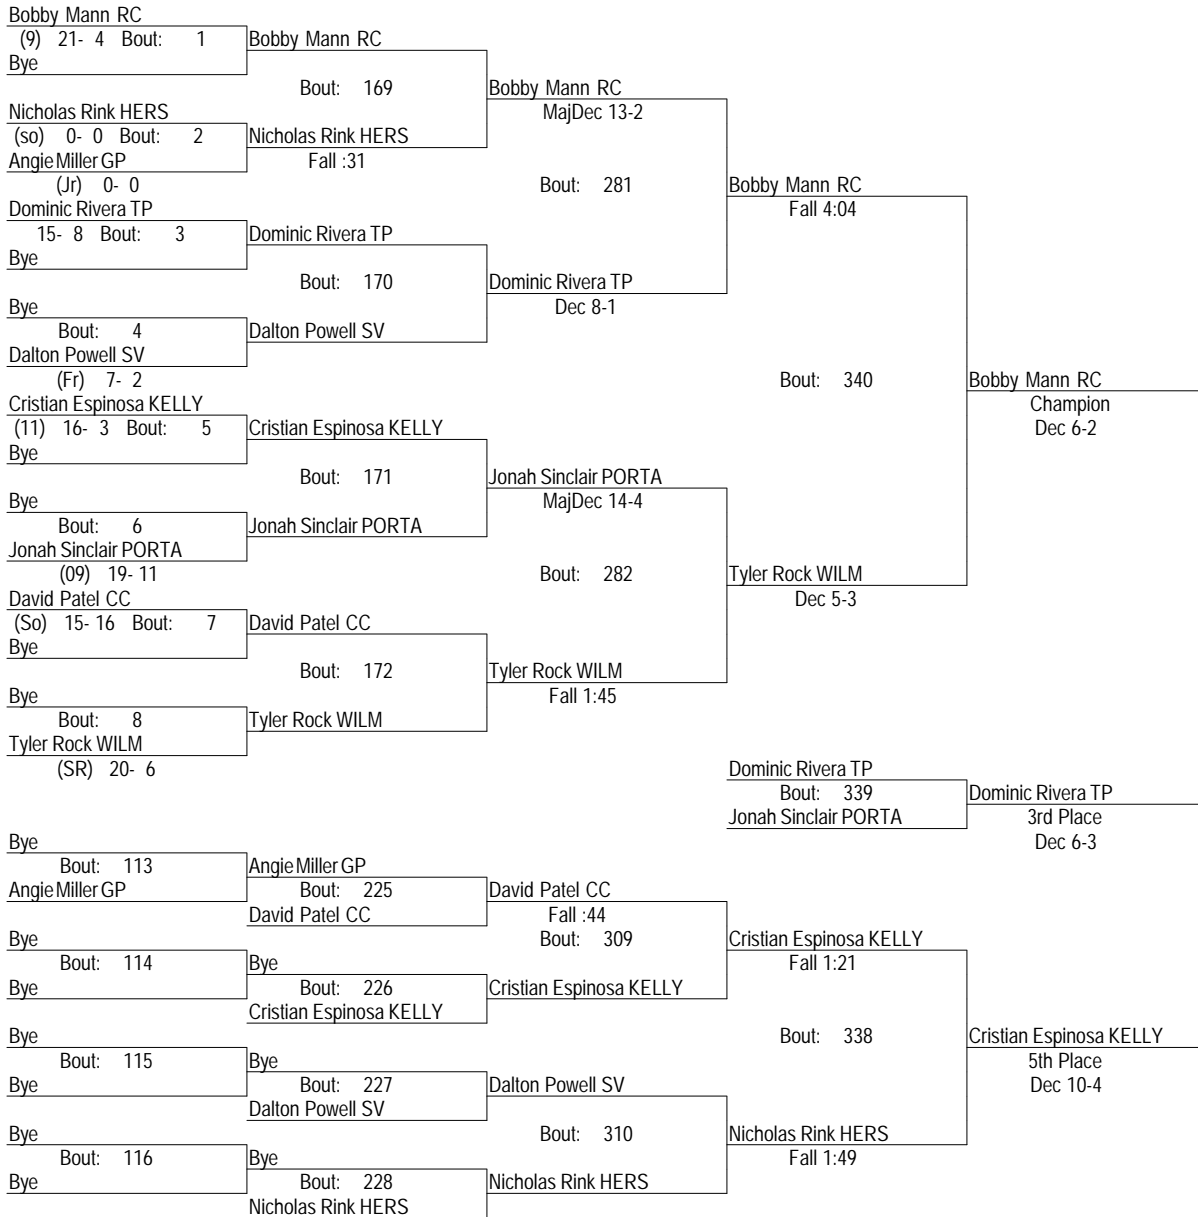 Bobby Mann RC
(9) 21- 4 Bout: 1
Bobby Mann RC
Bye
Bout: 169
Bobby Mann RC
Nicholas Rink HERS
MajDec 13-2
(so) 0- 0 Bout: 2
Nicholas Rink HERS
Angie Miller GP
Fall :31
(Jr) 0- 0
Bout: 281
Bobby Mann RC
Dominic Rivera TP
Fall 4:04
15- 8 Bout: 3
Dominic Rivera TP
Bye
Bout: 170
Dominic Rivera TP
Bye
Dec 8-1
Bout: 4
Dalton Powell SV
Dalton Powell SV
(Fr) 7- 2
Bout: 340
Bobby Mann RC
Cristian Espinosa KELLY
Champion
(11) 16- 3 Bout: 5
Cristian Espinosa KELLY
Dec 6-2
Bye
Bout: 171
Jonah Sinclair PORTA
Bye
MajDec 14-4
Bout: 6
Jonah Sinclair PORTA
Jonah Sinclair PORTA
(09) 19- 11
Bout: 282
Tyler Rock WILM
David Patel CC
Dec 5-3
(So) 15- 16 Bout: 7
David Patel CC
Bye
Bout: 172
Tyler Rock WILM
Bye
Fall 1:45
Bout: 8
Tyler Rock WILM
Tyler Rock WILM
(SR) 20- 6
Dominic Rivera TP
Bout: 339
Dominic Rivera TP
Jonah Sinclair PORTA
3rd Place
Bye
Dec 6-3
Bout: 113
Angie Miller GP
Angie Miller GP
Bout: 225
David Patel CC
David Patel CC
Fall :44
Bye
Bout: 309
Cristian Espinosa KELLY
Bout: 114
Bye
Fall 1:21
Bye
Bout: 226
Cristian Espinosa KELLY
Cristian Espinosa KELLY
Bye
Bout: 338
Cristian Espinosa KELLY
Bout: 115
Bye
5th Place
Bye
Bout: 227
Dalton Powell SV
Dec 10-4
Dalton Powell SV
Bye
Bout: 310
Nicholas Rink HERS
Bout: 116
Bye
Fall 1:49
Bye
Bout: 228
Nicholas Rink HERS
Nicholas Rink HERS